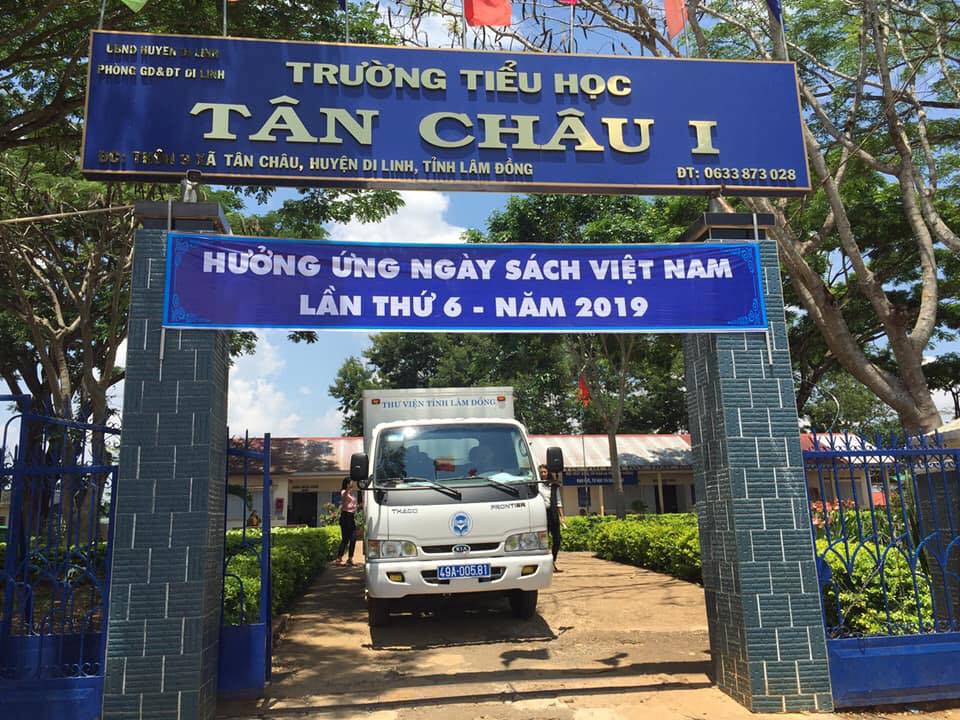 UBND HUYỆN DI LINH
PHÒNG GD&ĐT DI LINH
TRƯỜNG TIỂU HỌC
TÂN CHÂU I
ĐC: THÔN 3 XÃ TÂN CHÂU, HUYỆN DI LINH, TỈNH LÂM ĐỒNG
ĐT: 0633 873 028
HƯỞNG ỨNG NGÀY SÁCH VIỆT NAM
LẦN THỨ 6 - NĂM 2019
THƯ VIỆN TỈNH LÂM ĐỒNG
THACO
FRONTIER
KIA
49A-005.81